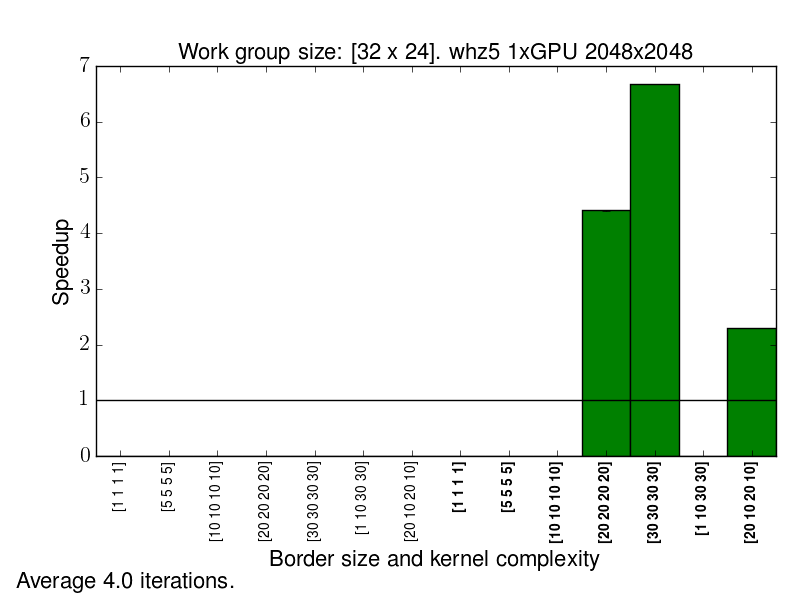 Work group size: [32 x 24]. whz5 1xGPU 2048x2048
7
6
5
4
3
2
1
0
Speedup
[1 1 1 1]
[5 5 5 5]
[10 10 10 10]
[20 20 20 20]
[30 30 30 30]
[1 10 30 30]
[20 10 20 10]
[1 1 1 1]
[5 5 5 5]
[10 10 10 10]
[20 20 20 20]
[30 30 30 30]
[1 10 30 30]
[20 10 20 10]
Border size and kernel complexity
Average 4.0 iterations.